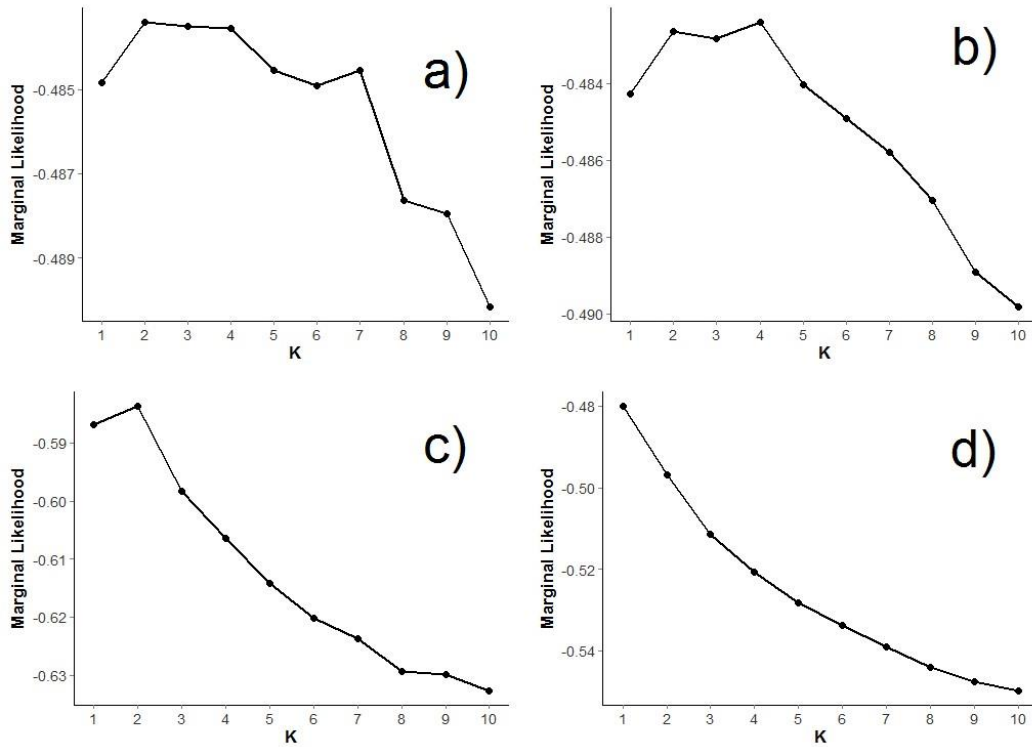 a)
Marginal Likelihood
-0.485
-0.487
-0.489
1 2 3 4 5 6 7 8 9 10
K
b)
Marginal Likelihood
-0.484
-0.486
-0.488
-0.490
1 2 3 4 5 6 7 8 9 10
K
c)
Marginal Likelihood
-0.59
-0.60
-0.61
-0.62
-0.63
1 2 3 4 5 6 7 8 9 10
K
d)
Marginal Likelihood
-0.48
-0.50
-0.52
-0.54
1 2 3 4 5 6 7 8 9 10
K